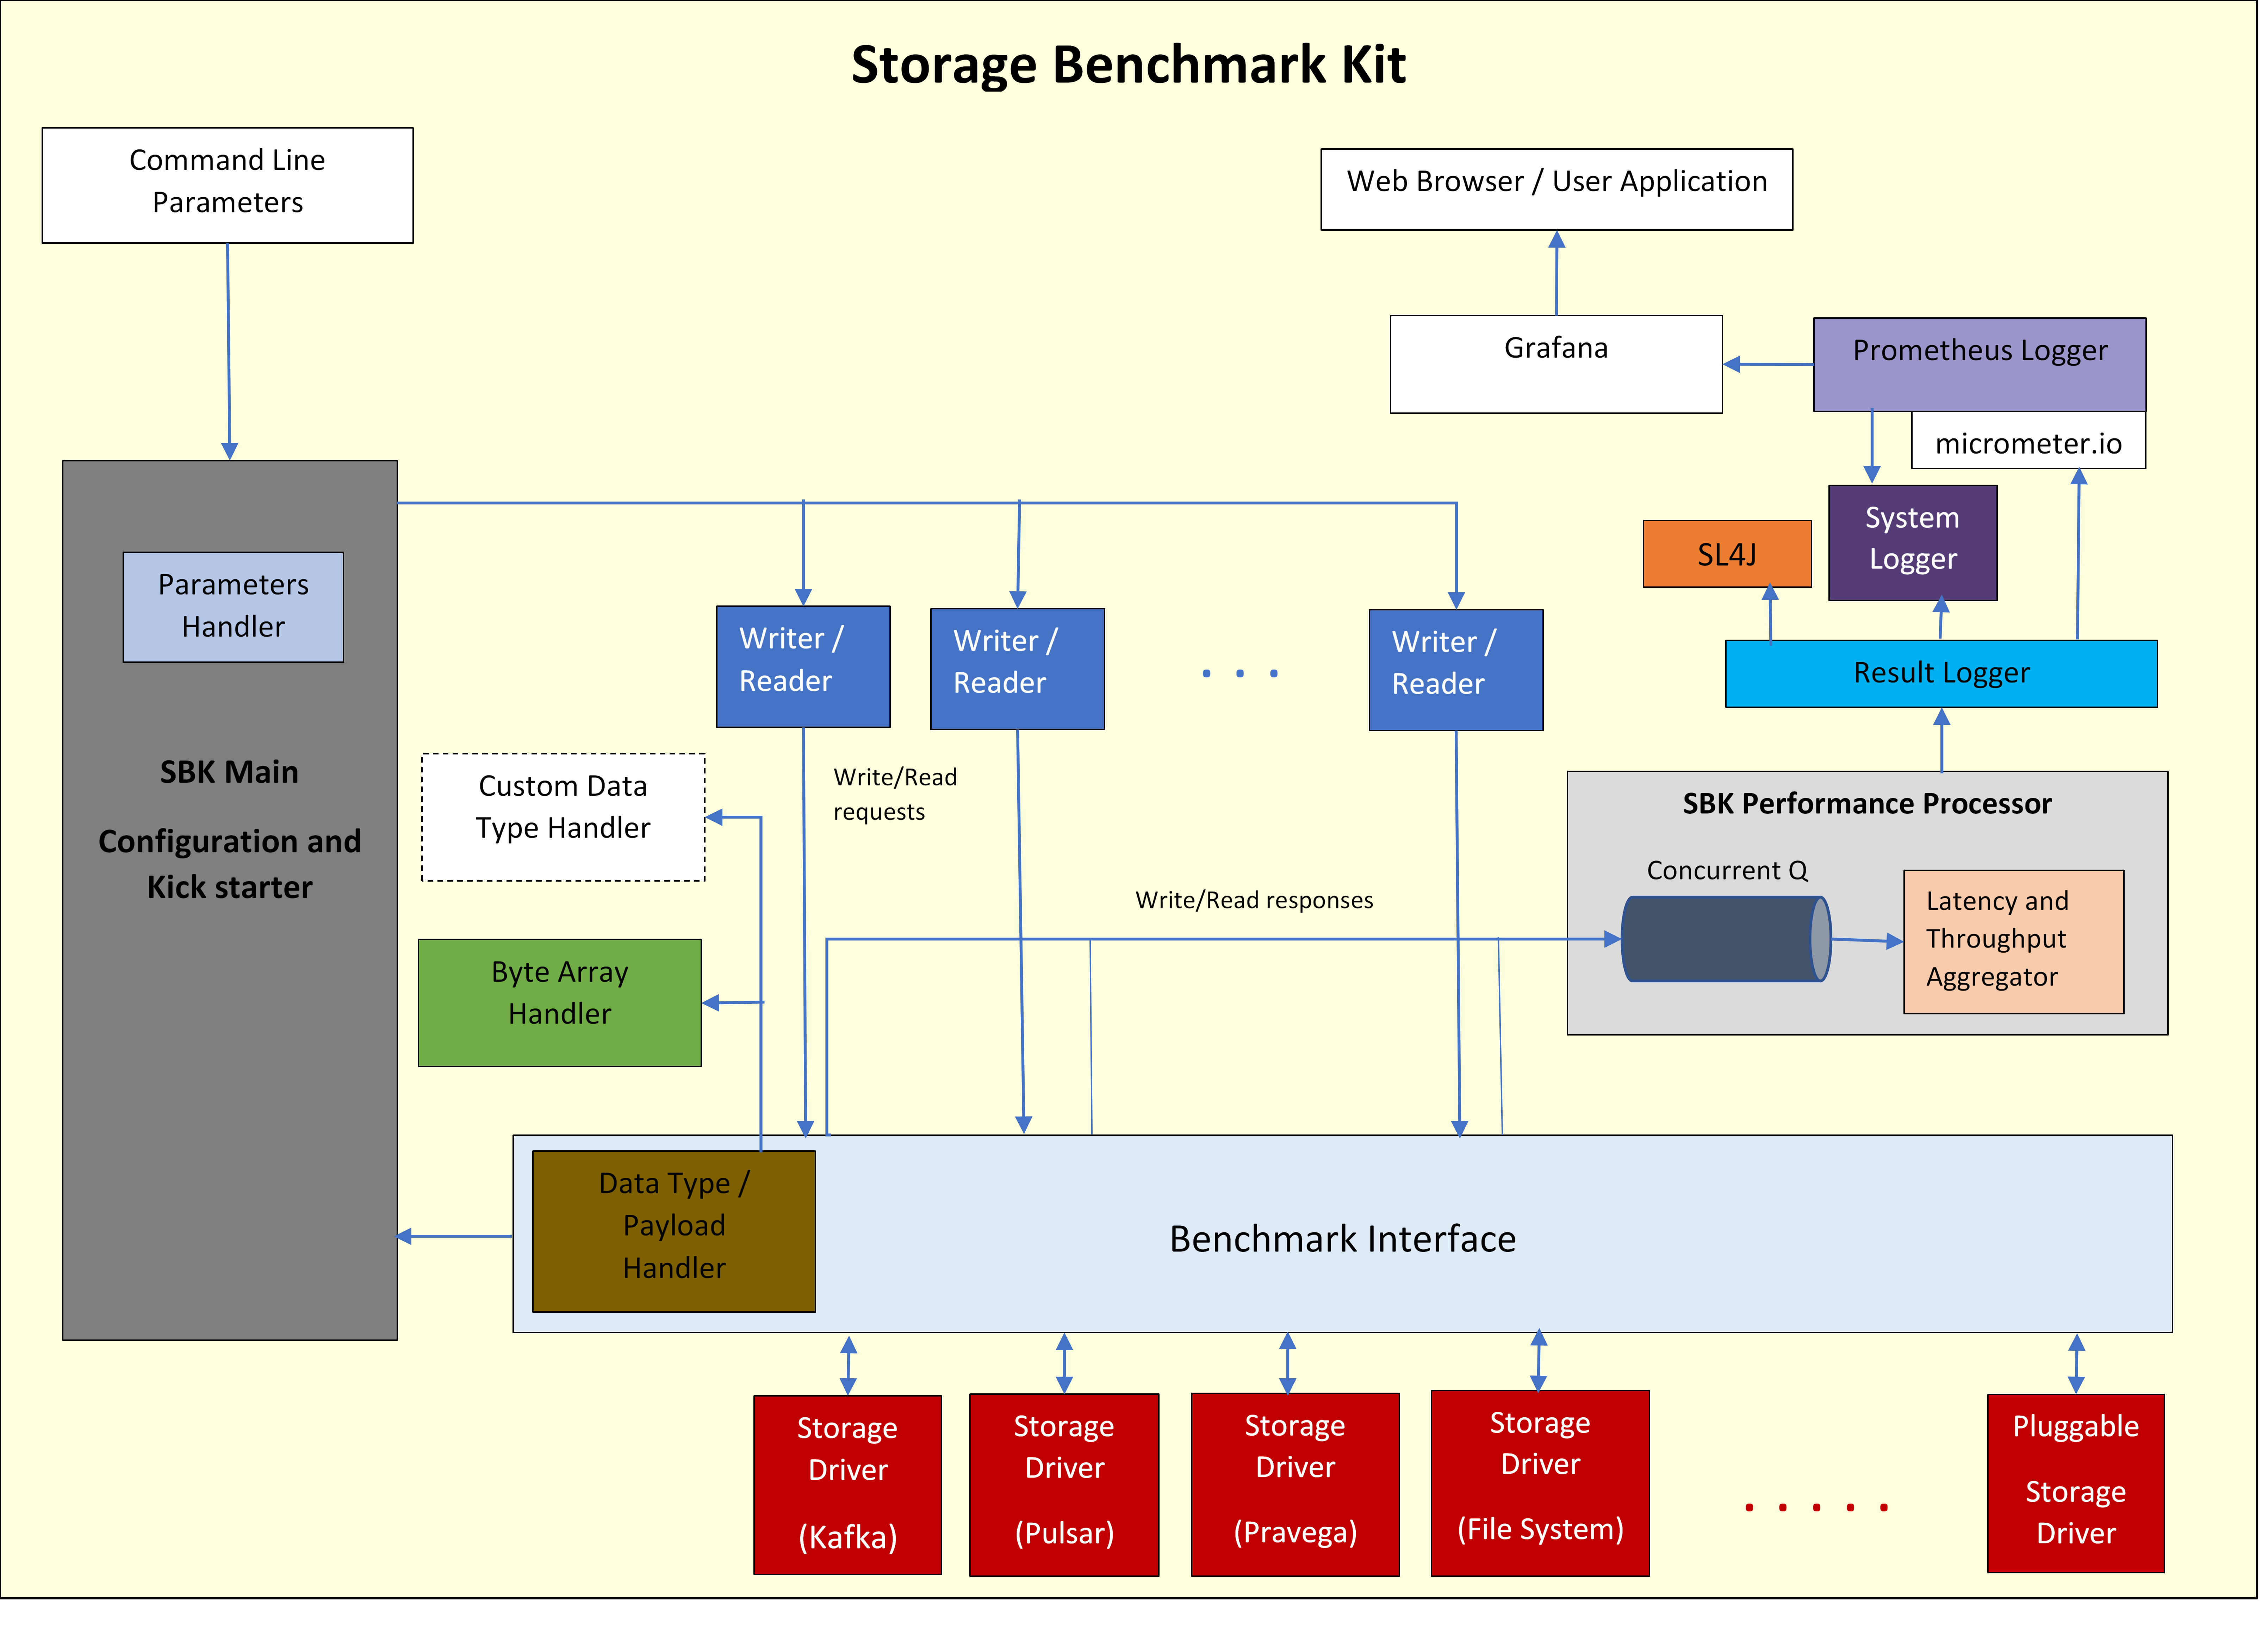 Storage Benchmark Kit
Command Line
Parameters
Web Browser / User Application
Grafana
Prometheus Logger
micrometer.io
System
Logger
SL4J
Result Logger
Parameters
Handler
SBK Main
Configuration and
Kick starter
Writer /
Reader
Writer /
Reader
. . .
Writer /
Reader
Custom Data
Type Handler
Write/Read
requests
Write/Read responses
SBK Performance Processor
Concurrent Q
Latency and
Throughput
Aggregator
Byte Array
Handler
Data Type /
Payload
Handler
Benchmark Interface
Storage
Driver
(Kafka)
Storage
Driver
(Pulsar)
Storage
Driver
(Pravega)
Storage
Driver
(File System)
. . . . .
Pluggable
Storage
Driver